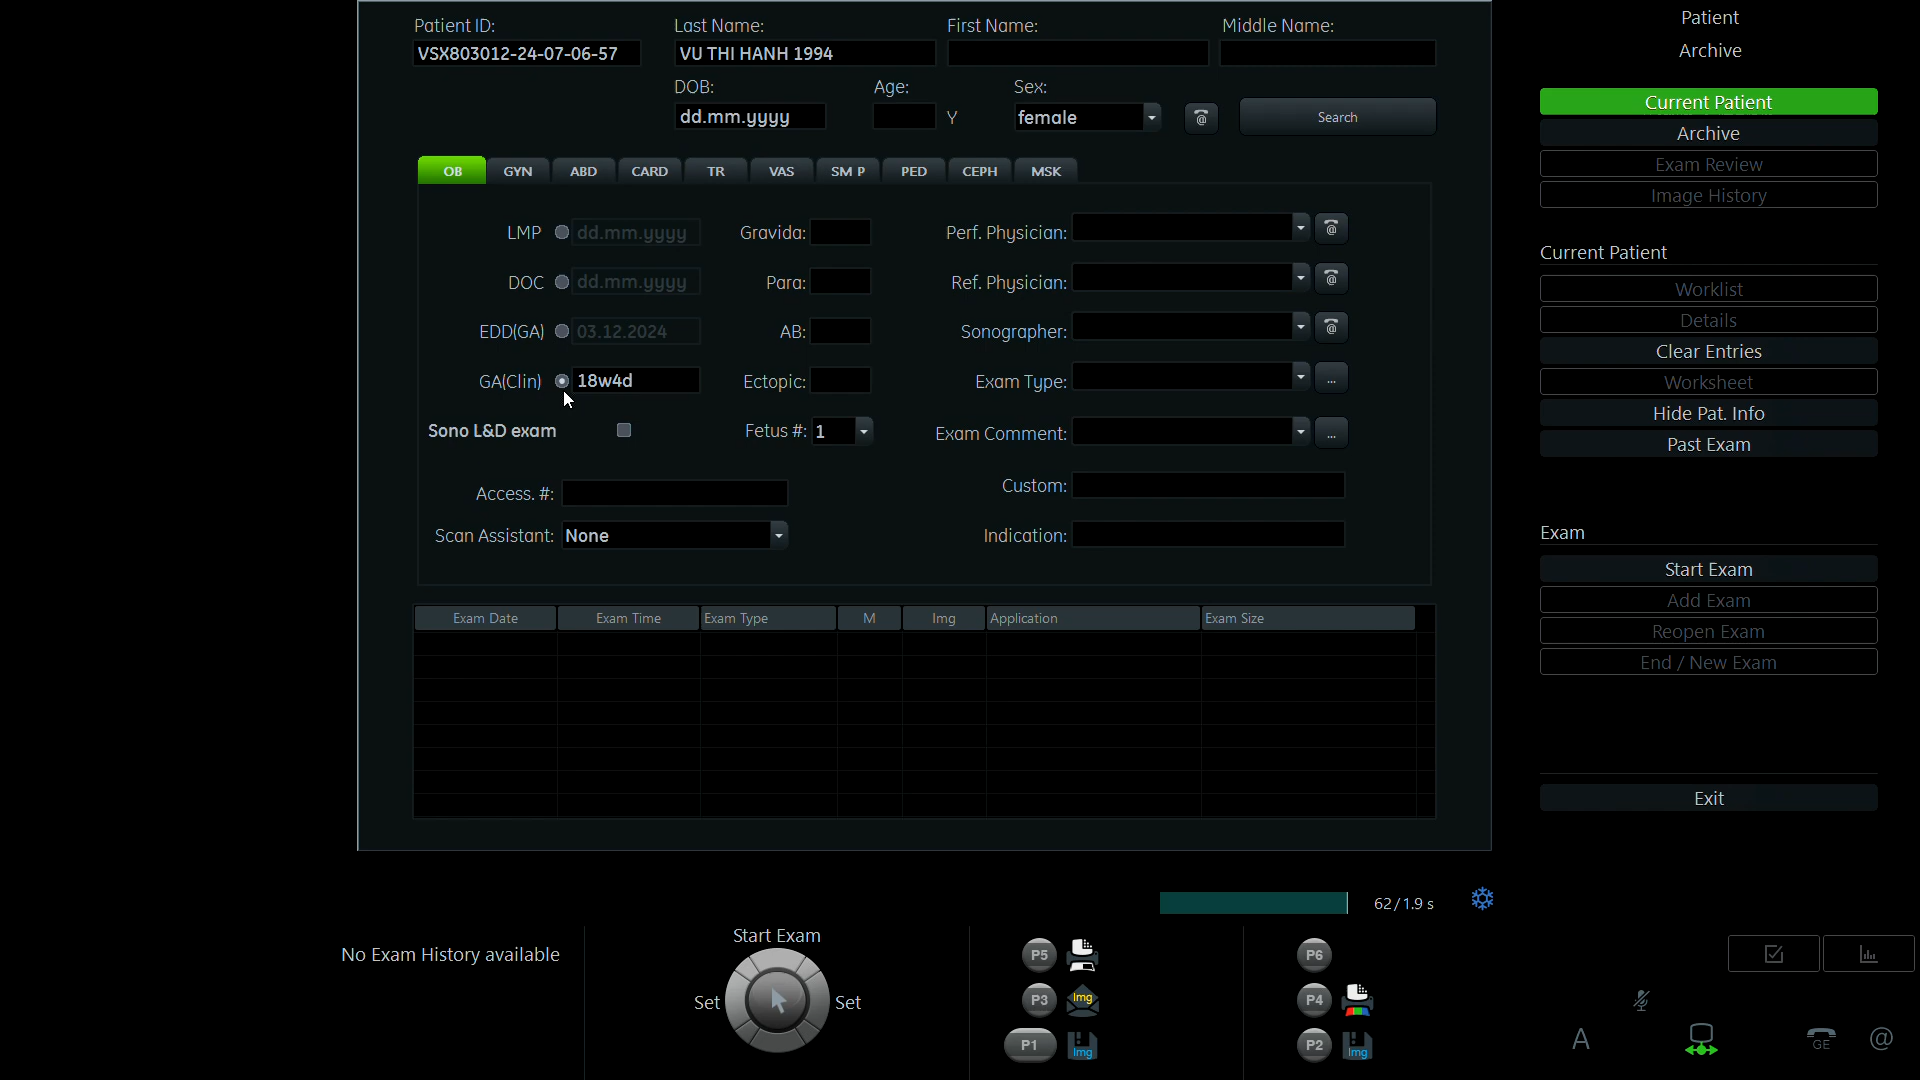 Patient ID: Last Name: First Name: Middle Name:
VSX803012-24-07-06-57 VU THI HANH 1994
DOB: Age: Sex:
dd.mm.yyyy Y female Search
OB GYN ABD CARD TR VAS SM P PED CEPH MSK
LMP dd.mm.yyyy Gravida: Perf. Physician:
DOC dd.mm.yyyy Para: Ref. Physician:
EDD(GA) 03.12.2024 AB: Sonographer:
GA(Clin) 18w4d Ectopic: Exam Type: ...
Sono L&D exam Fetus #: 1 Exam Comment: ...
Access. #: Custom:
Scan Assistant: None Indication:
Exam Date Exam Time Exam Type M Img Application Exam Size
Patient
Archive
Current Patient
Archive
Exam Review
Image History
Current Patient
Worklist
Details
Clear Entries
Worksheet
Hide Pat. Info
Past Exam
Exam
Start Exam
Add Exam
Reopen Exam
End / New Exam
Exit
62/1.9 s
No Exam History available
Start Exam
Set Set
P5 P6
P3 Img P4
P1 Img P2 Img
A GE @